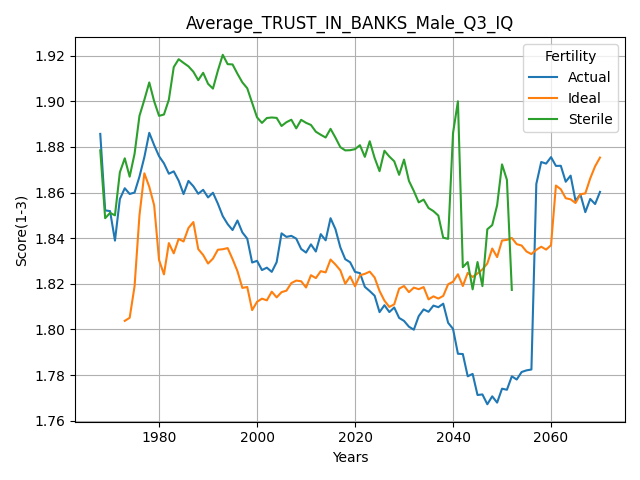 Average_TRUST_IN_BANKS_Male_Q3_IQ
Fertility
Actual
Ideal
Sterile
Score(1-3)
1.92
1.90
1.88
1.86
1.84
1.82
1.80
1.78
1.76
1980
2000
2020
2040
2060
Years